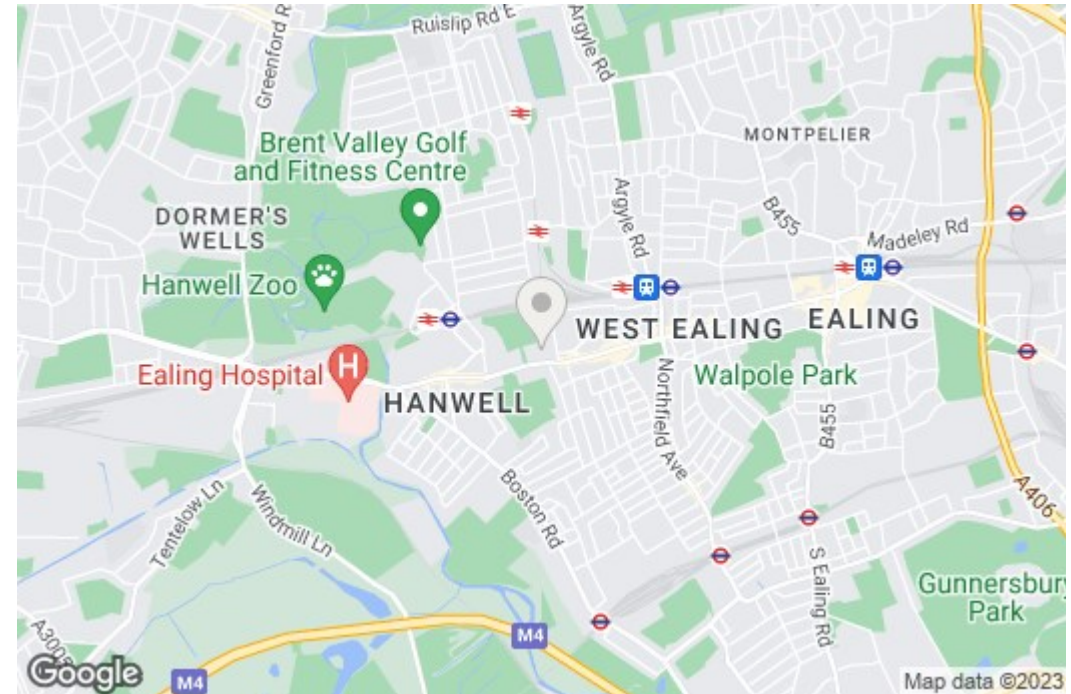 Ruislip Rd E
Greenford R
Argyle Rd
Brent Valley Golf
and Fitness Centre
MONTPELIER
Argyle Rd
B455
DORMER'S
WELLS
Madeley Rd
Hanwell Zoo
WEST EALING
EALING
Ealing Hospital
H
HANWELL
Walpole Park
Northfield Ave
B455
Boston Rd
A406
Tentelow Ln
Windmill Ln
S Ealing Rd
Gunnersbury
Park
A3005
M4
M4
Google
Map data ©2023